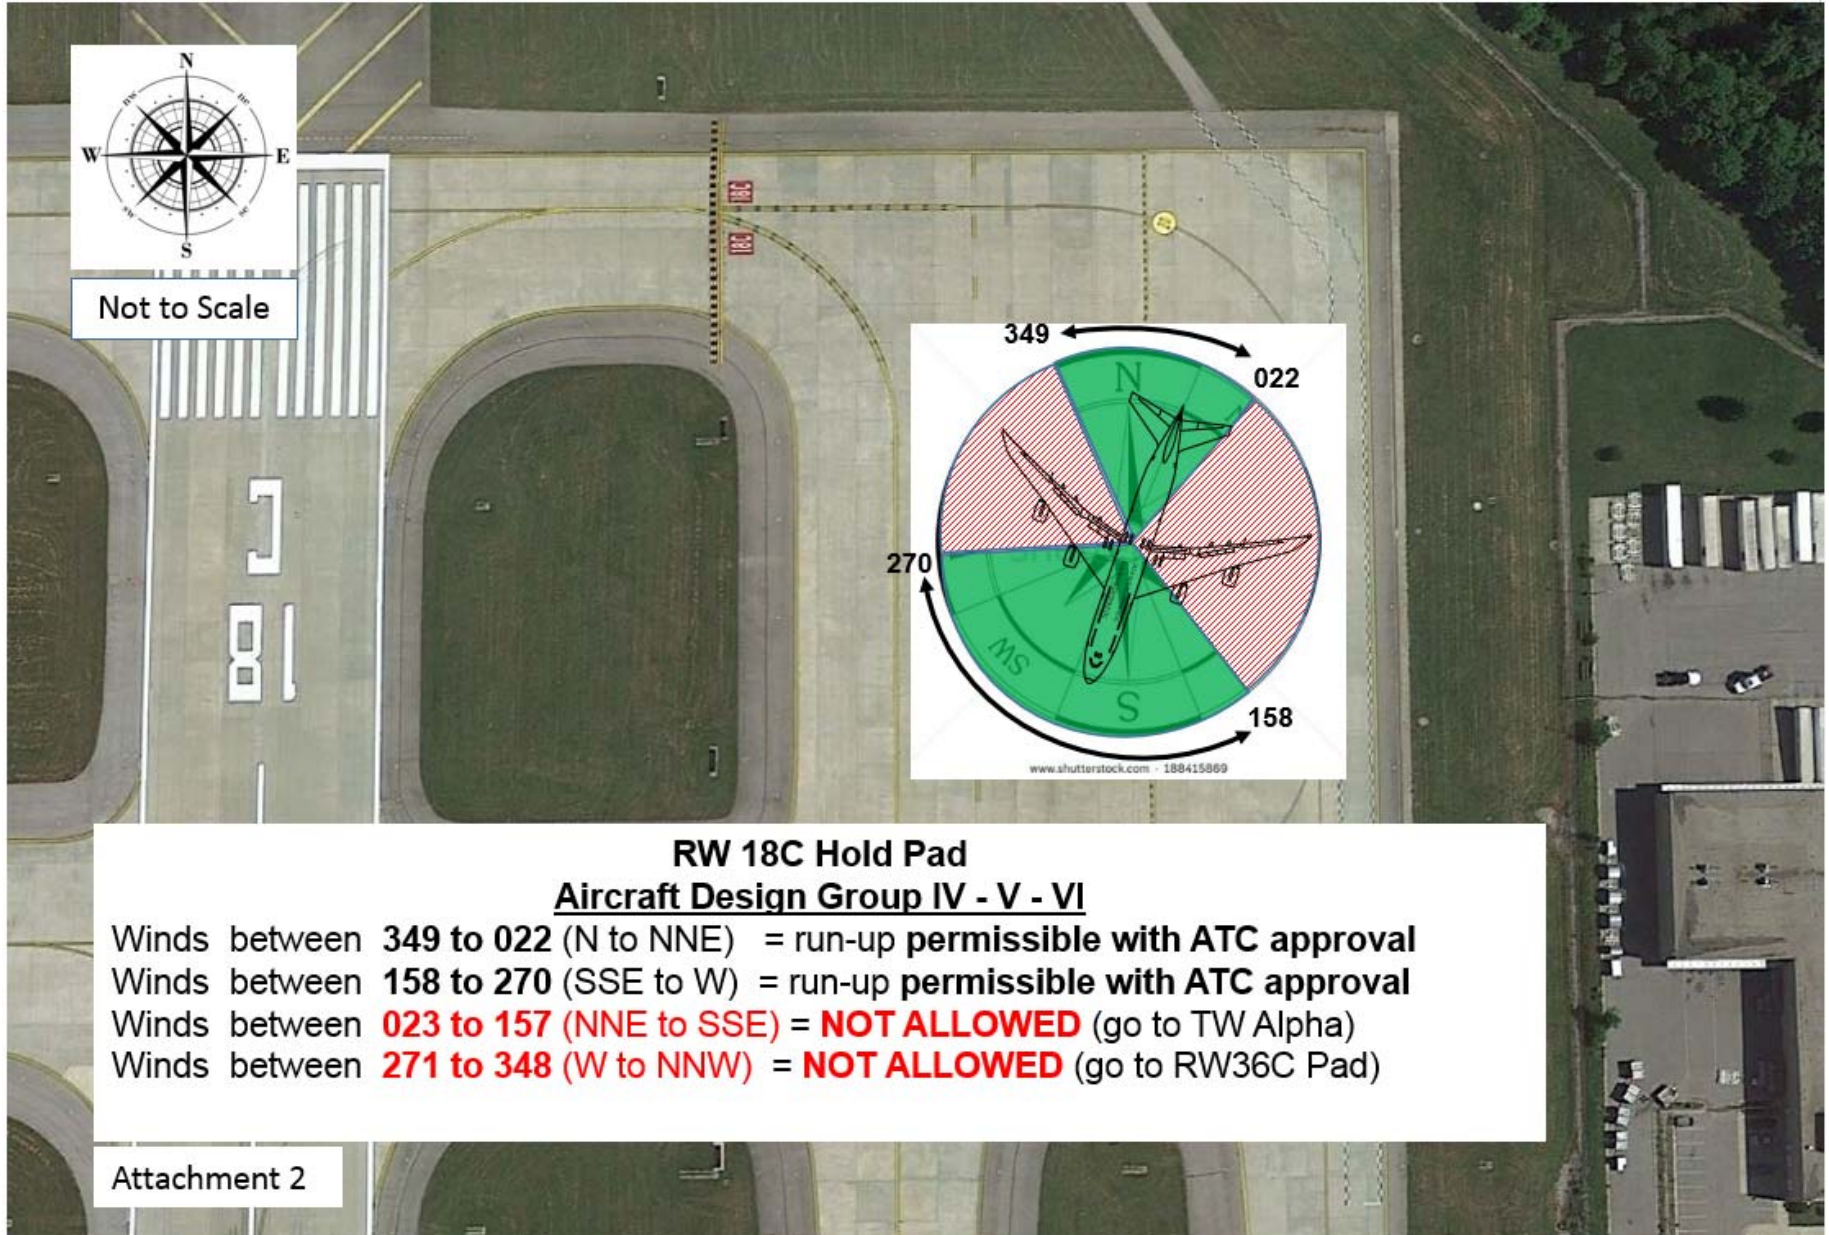 N
W
E
S
Not to Scale
18C
18C
349
022
N
270
SW
S
158
www.shutterstock.com · 188415869
18
C
RW 18C Hold Pad
Aircraft Design Group IV - V - VI
Winds between 349 to 022 (N to NNE) = run-up permissible with ATC approval
Winds between 158 to 270 (SSE to W) = run-up permissible with ATC approval
Winds between 023 to 157 (NNE to SSE) = NOT ALLOWED (go to TW Alpha)
Winds between 271 to 348 (W to NNW) = NOT ALLOWED (go to RW36C Pad)
Attachment 2